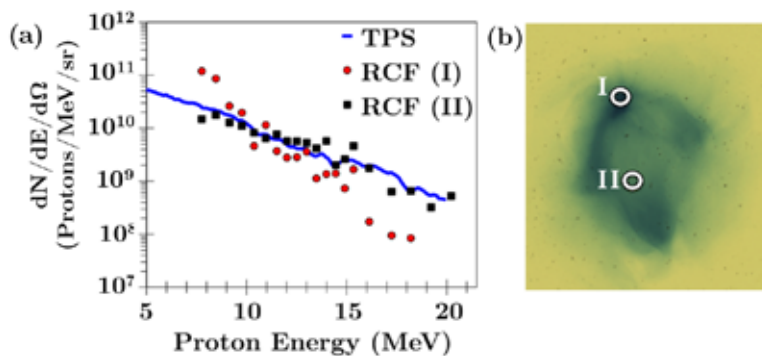 (a)
10¹²
10¹¹
10¹⁰
10⁹
10⁸
10⁷
dN/dE/dΩ
(Protons/MeV/sr)
TPS
RCF (I)
RCF (II)
5 10 15 20
Proton Energy (MeV)
(b)
I
II